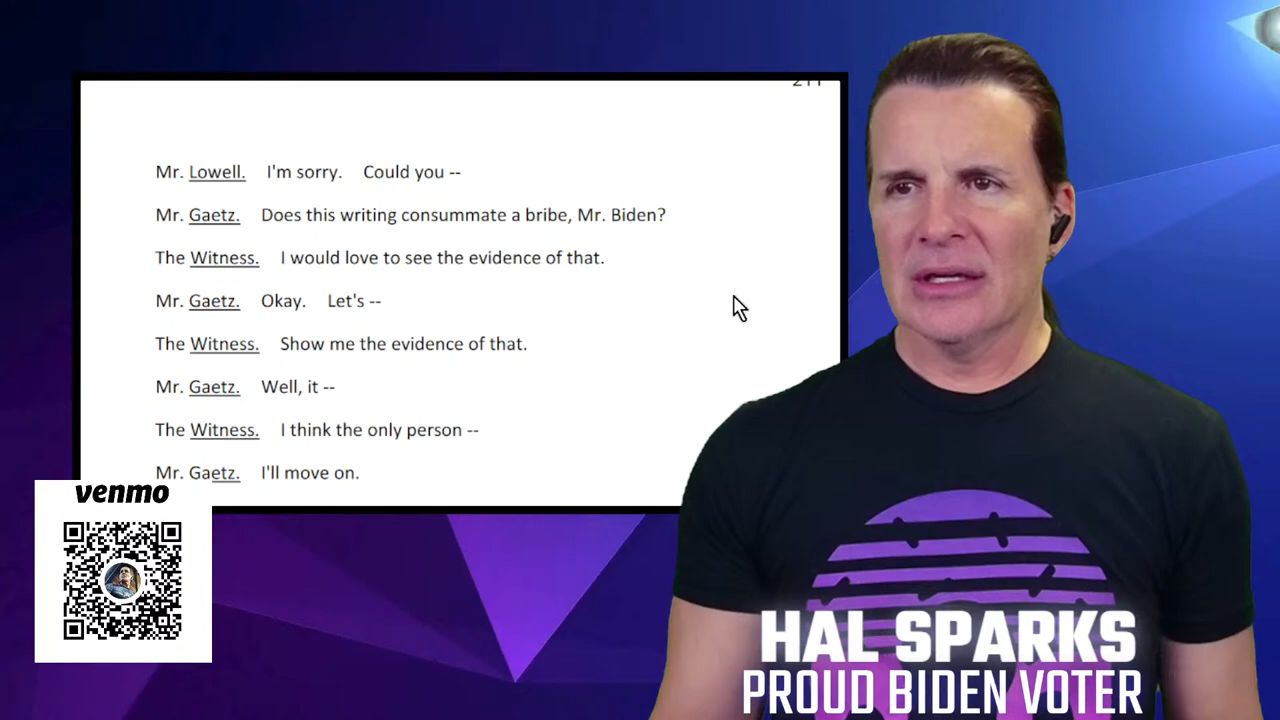 Mr. Lowell. I'm sorry. Could you --
Mr. Gaetz. Does this writing consummate a bribe, Mr. Biden?
The Witness. I would love to see the evidence of that.
Mr. Gaetz. Okay. Let's --
The Witness. Show me the evidence of that.
Mr. Gaetz. Well, it --
The Witness. I think the only person --
Mr. Gaetz. I'll move on.
venmo
HAL SPARKS
PROUD BIDEN VOTER